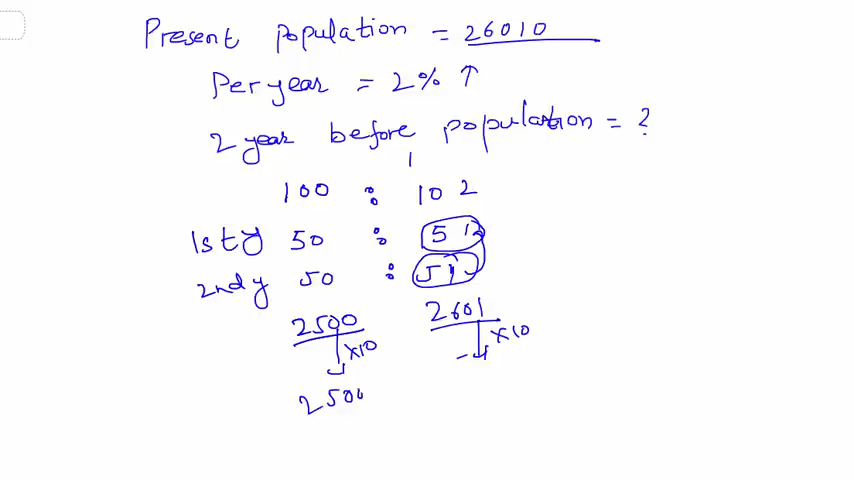 Present population = 26010
Per year = 2% ↑
2 year before population = ?
100 : 102
1st y 50 : 51
2nd y 50 : 51
2500 2601
×10 ×10
2500